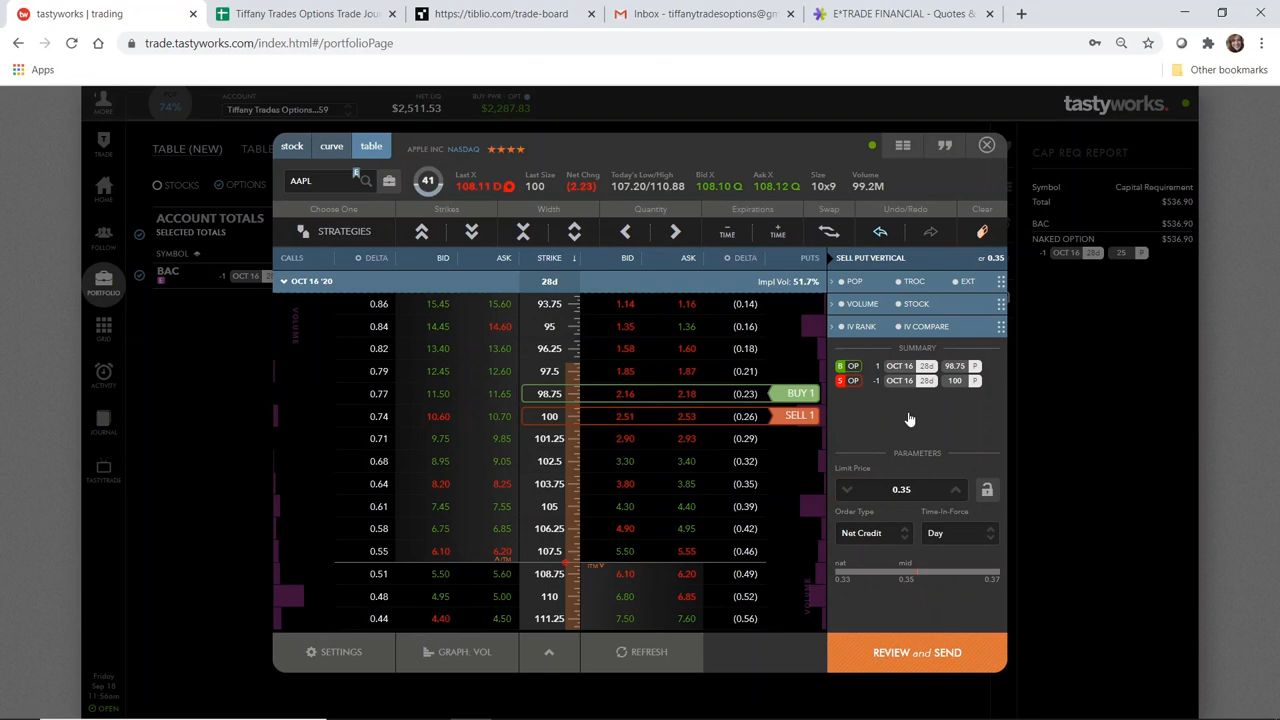 tastyworks | trading
Tiffany Trades Options Trade Jou
https://tiblio.com/trade-board
Inbox - tiffanytradesoptions@gm
E*TRADE FINANCIAL - Quotes &
trade.tastyworks.com/index.html#/portfolioPage
Apps
Other bookmarks
MORE
74%
ACCOUNT
Tiffany Trades Options...59
NET LIQ
$2,511.53
BUY PWR OPT
$2,287.83
tastyworks.
TRADE
HOME
FOLLOW
PORTFOLIO
GRID
ACTIVITY
JOURNAL
TASTYTRADE
Friday
Sep 18
11:56am
OPEN
TABLE (NEW)
STOCKS OPTIONS
ACCOUNT TOTALS
SELECTED TOTALS
SYMBOL
BAC
E
-1 OCT 16
stock curve table
APPLE INC NASDAQ
AAPL
41
Last X Last Size Net Chg Today's Low/High Bid X Ask X Size Volume
108.11 D 100 (2.23) 107.20/110.88 108.10 Q 108.12 Q 10x9 99.2M
Choose One Strikes Width Quantity Expirations Swap Undo/Redo Clear
STRATEGIES TIME TIME
CALLS DELTA BID ASK STRIKE BID ASK DELTA PUTS
OCT 16 '20 28d Impl Vol: 51.7%
0.86 15.45 15.60 93.75 1.14 1.16 (0.14)
0.84 14.45 14.60 95 1.35 1.36 (0.16)
0.82 13.40 13.60 96.25 1.58 1.60 (0.18)
0.79 12.45 12.60 97.5 1.85 1.87 (0.21)
0.77 11.50 11.65 98.75 2.16 2.18 (0.23) BUY 1
0.74 10.60 10.70 100 2.51 2.53 (0.26) SELL 1
0.71 9.75 9.85 101.25 2.90 2.93 (0.29)
0.68 8.95 9.05 102.5 3.30 3.40 (0.32)
0.64 8.20 8.25 103.75 3.80 3.85 (0.35)
0.61 7.45 7.55 105 4.30 4.40 (0.39)
0.58 6.75 6.85 106.25 4.90 4.95 (0.42)
0.55 6.10 6.20 107.5 5.50 5.55 (0.46)
ITM
0.51 5.50 5.60 108.75 6.10 6.20 (0.49)
0.48 4.95 5.00 110 6.80 6.85 (0.52)
0.44 4.40 4.50 111.25 7.50 7.60 (0.56)
VOLUME
VOLUME
SETTINGS GRAPH: VOL REFRESH
SELL PUT VERTICAL cr 0.35
POP TROC EXT
VOLUME STOCK
IV RANK IV COMPARE
SUMMARY
B OP 1 OCT 16 28d 98.75 P
S OP -1 OCT 16 28d 100 P
PARAMETERS
Limit Price
0.35
Order Type Time-In-Force
Net Credit Day
nat mid
0.33 0.35 0.37
REVIEW and SEND
CAP REQ REPORT
Symbol Capital Requirement
Total $536.90
BAC $536.90
NAKED OPTION $536.90
-1 OCT 16 28d 25 P